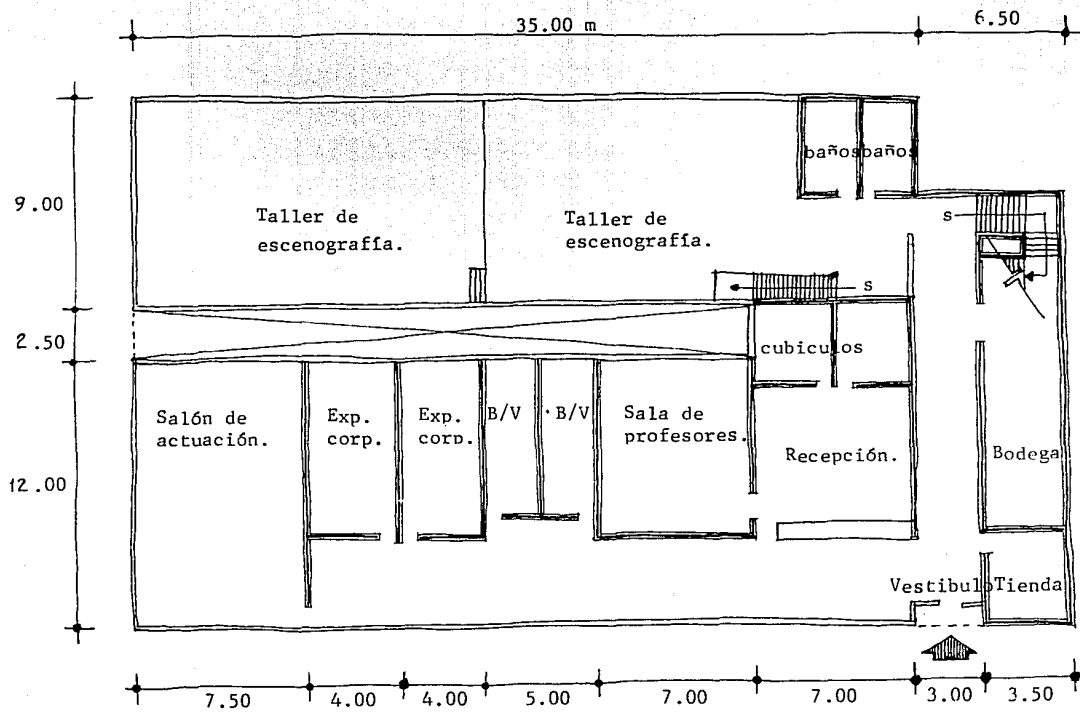 35.00 m
6.50
9.00
2.50
12.00
baños
baños
Taller de
escenografía.
Taller de
escenografía.
s
s
cubiculos
Salón de
actuación.
Exp.
corp.
Exp.
corp.
B/V
B/V
Sala de
profesores.
Recepción.
Bodega
Vestibulo
Tienda
7.50
4.00
4.00
5.00
7.00
7.00
3.00
3.50